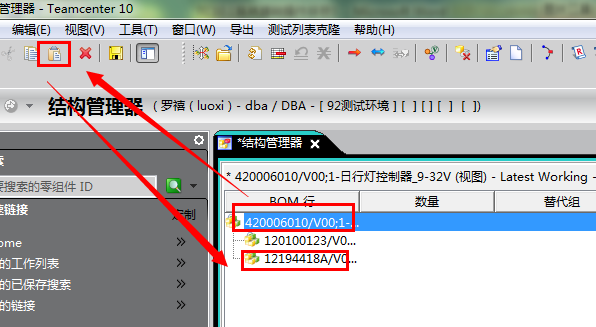 管理器 - Teamcenter 10
编辑(E) 视图(V) 工具(T) 窗口(W) 导出 测试列表克隆 帮助(H)
结构管理器 ( 罗禧 ( luoxi ) - dba / DBA - [ 92测试环境 ] [ ] [ ] [ ] [ ])
*结构管理器
* 420006010/V00;1-日行灯控制器_9-32V (视图) - Latest Working -
要搜索的零组件 ID
BOM 行 数量 替代组
速链接 定制
420006010/V00;1-...
ome
120100123/V0...
的工作列表
12194418A/V0...
的已保存搜索
的链接